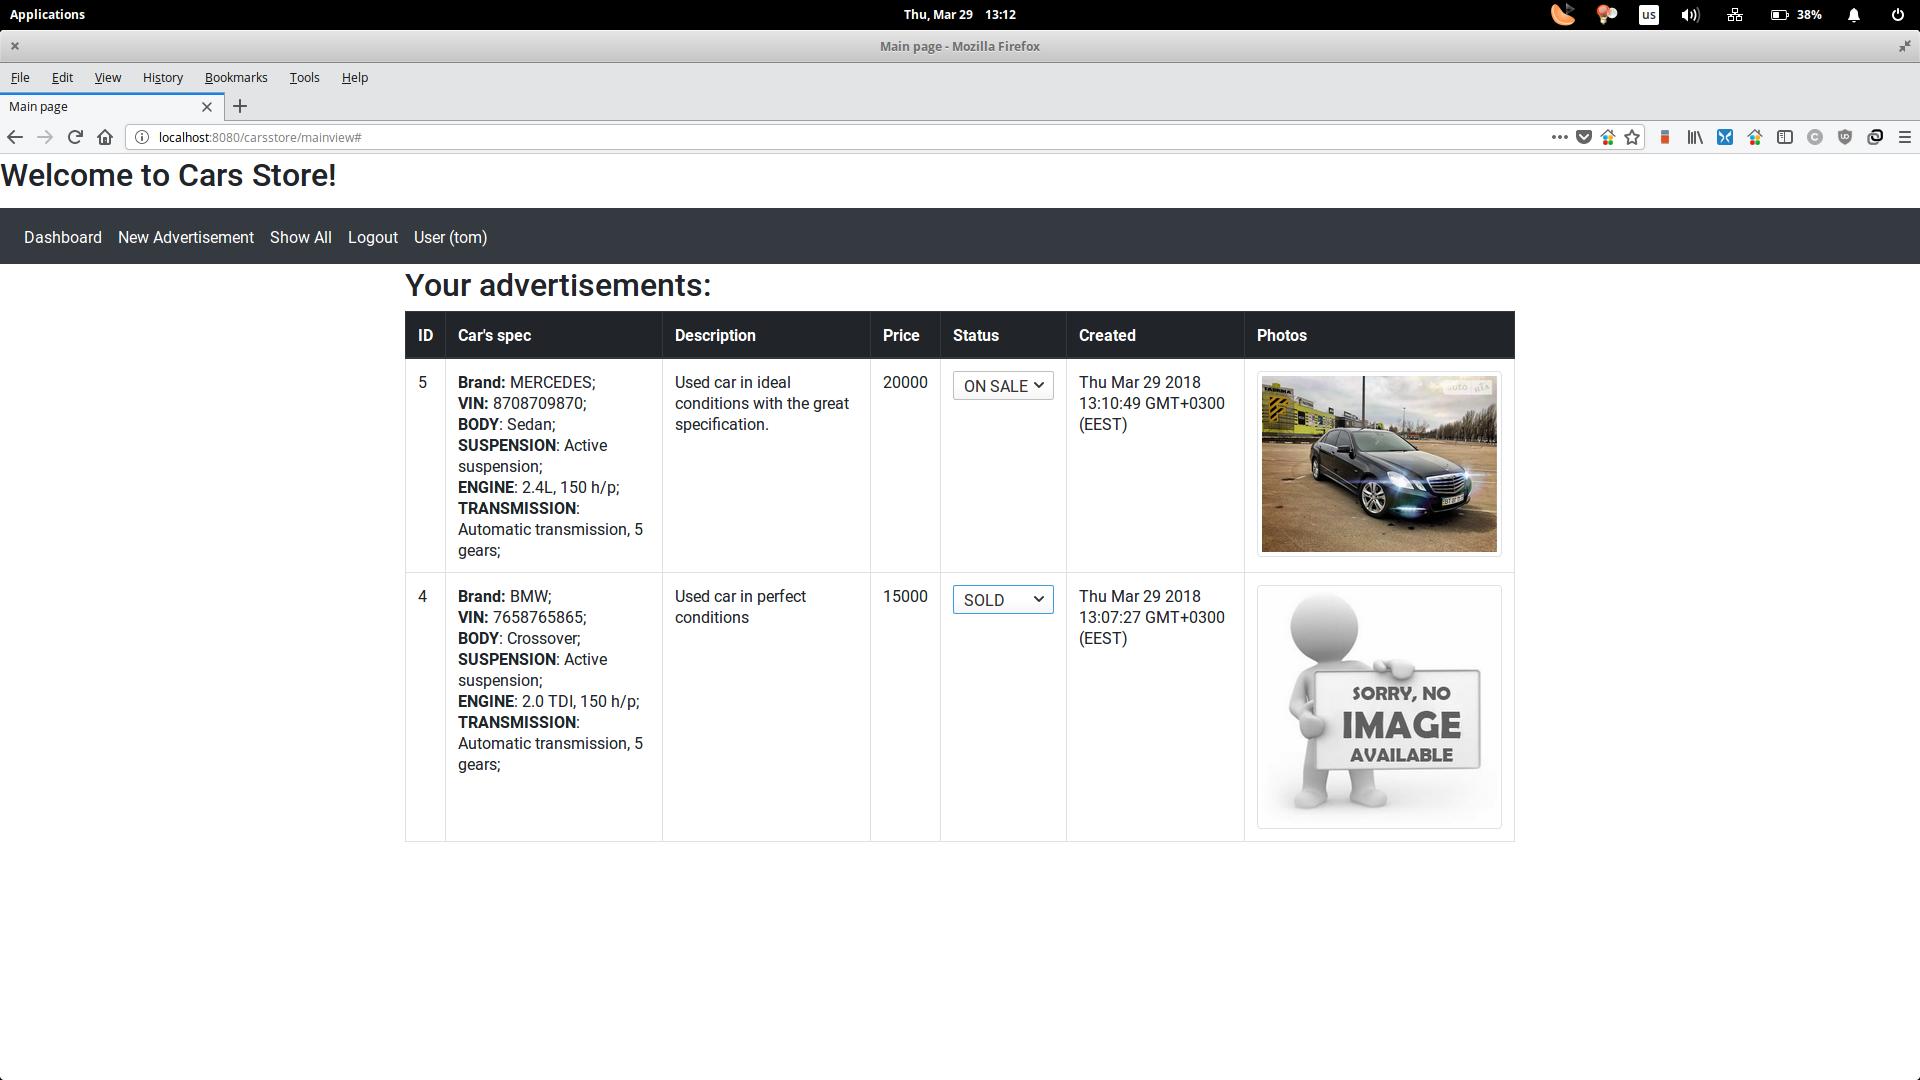 Applications
Thu, Mar 29 13:12
us
38%
Main page - Mozilla Firefox
File Edit View History Bookmarks Tools Help
Main page
localhost:8080/carsstore/mainview#
Welcome to Cars Store!
Dashboard New Advertisement Show All Logout User (tom)
Your advertisements:
ID Car's spec Description Price Status Created Photos
5
Brand: MERCEDES;
VIN: 8708709870;
BODY: Sedan;
SUSPENSION: Active
suspension;
ENGINE: 2.4L, 150 h/p;
TRANSMISSION:
Automatic transmission, 5
gears;
Used car in ideal
conditions with the great
specification.
20000
ON SALE
Thu Mar 29 2018
13:10:49 GMT+0300
(EEST)
4
Brand: BMW;
VIN: 7658765865;
BODY: Crossover;
SUSPENSION: Active
suspension;
ENGINE: 2.0 TDI, 150 h/p;
TRANSMISSION:
Automatic transmission, 5
gears;
Used car in perfect
conditions
15000
SOLD
Thu Mar 29 2018
13:07:27 GMT+0300
(EEST)
SORRY, NO
IMAGE
AVAILABLE